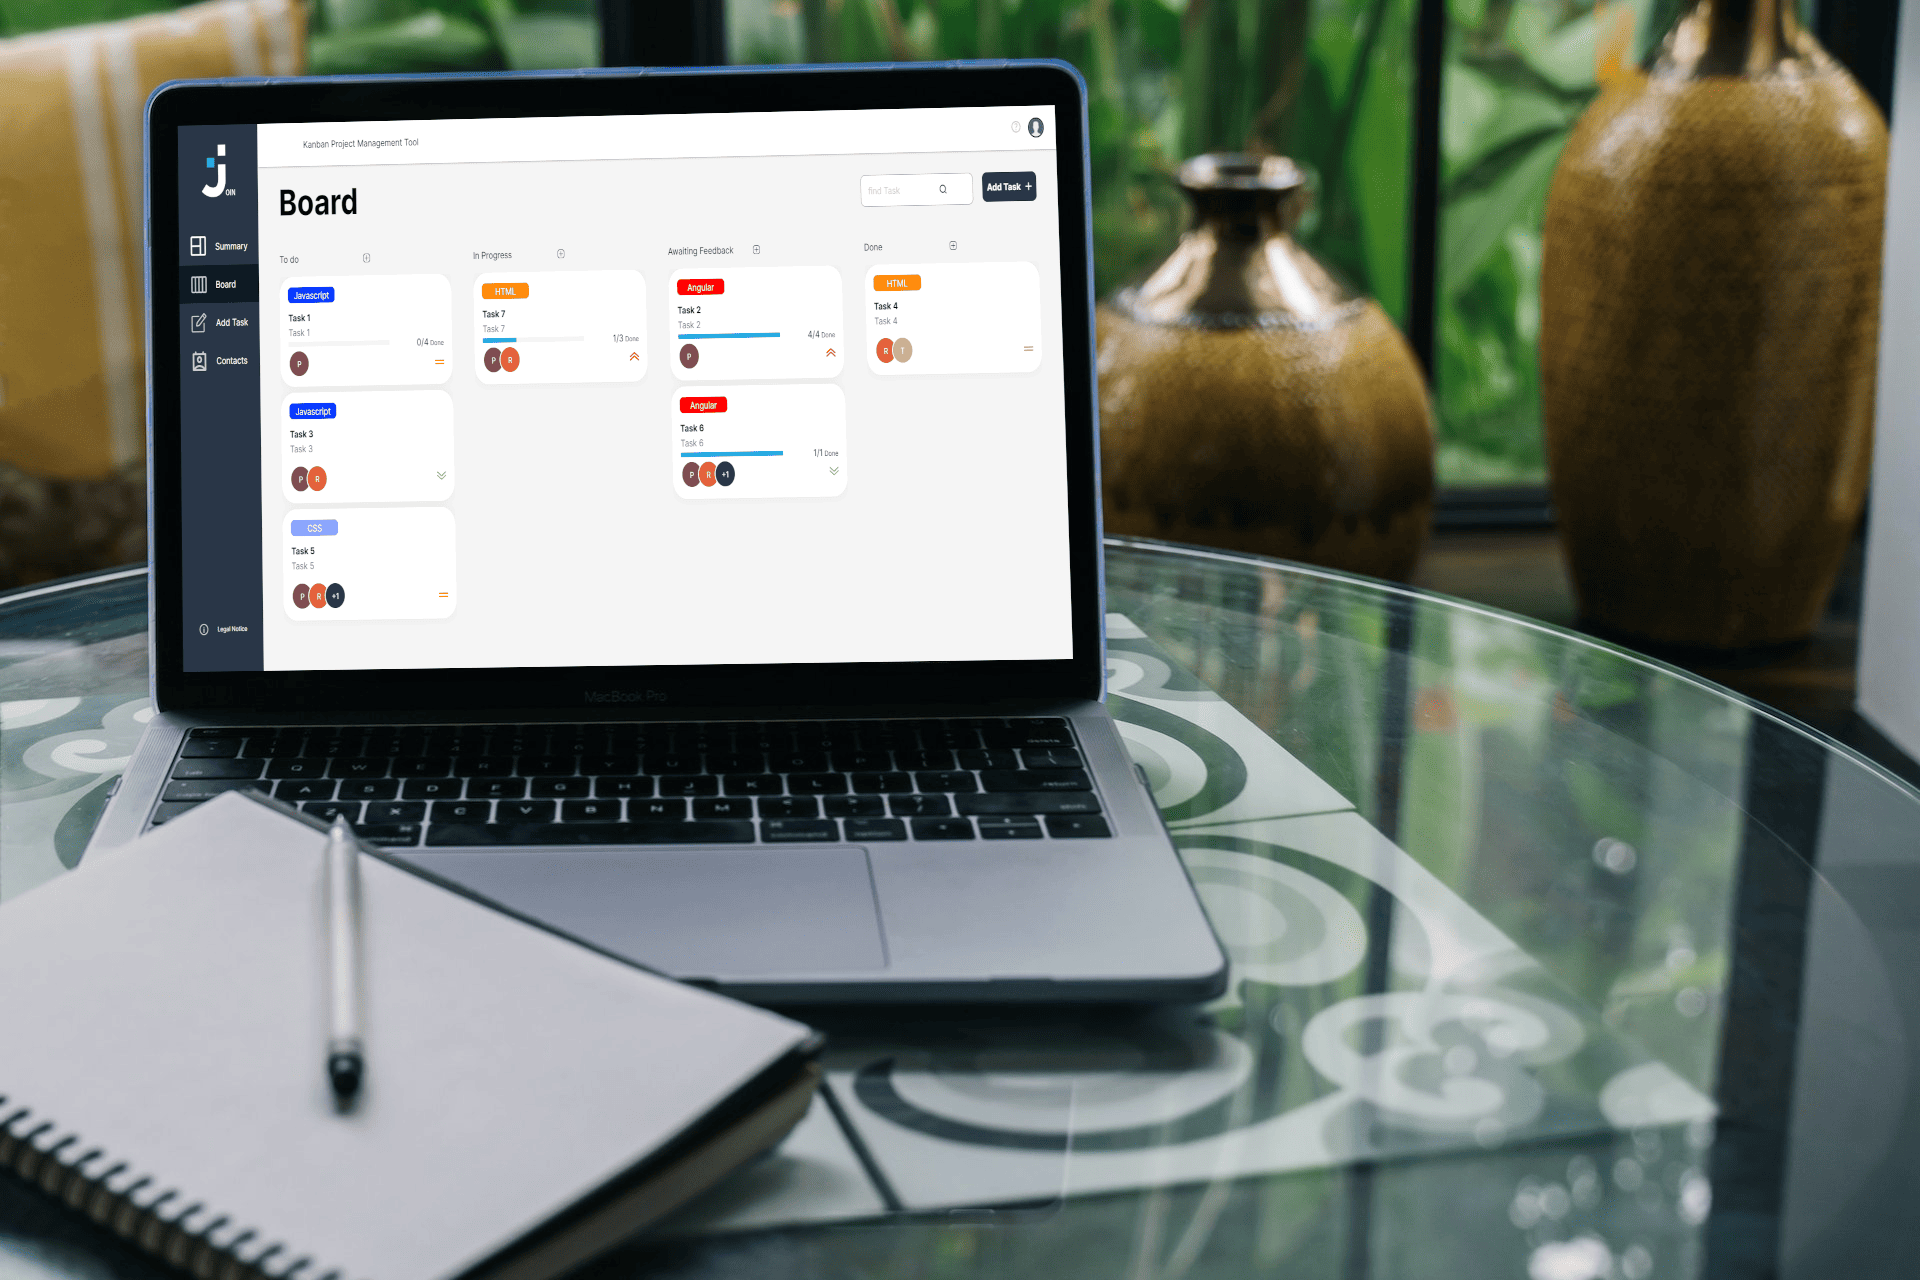 Kanban Project Management Tool
JOIN
Summary
Board
Add Task
Contacts
Legal Notice
Board
find Task
Add Task +
To do
Javascript
Task 1
Task 1
0/4 Done
P
Javascript
Task 3
Task 3
P R
CSS
Task 5
Task 5
P R +1
In Progress
HTML
Task 7
Task 7
1/3 Done
P R
Awaiting Feedback
Angular
Task 2
Task 2
4/4 Done
P
Angular
Task 6
Task 6
1/1 Done
P R +1
Done
HTML
Task 4
Task 4
R T
MacBook Pro
Q W E R T Y U I O P
A S D F G H J K L
Z X C V B N M
command option